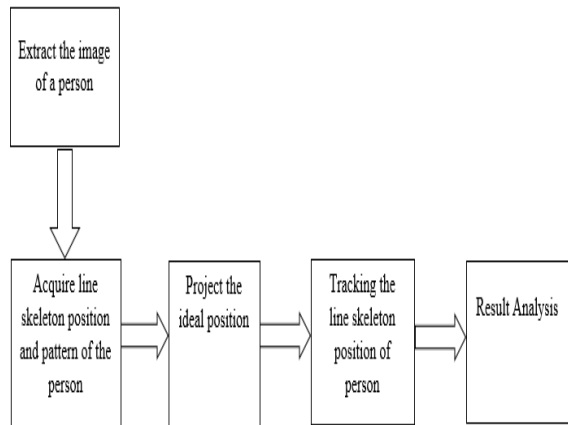 Extract the image
of a person
Acquire line
skeleton position
and pattern of the
person
Project the
ideal position
Tracking the
line skeleton
position of
person
Result Analysis